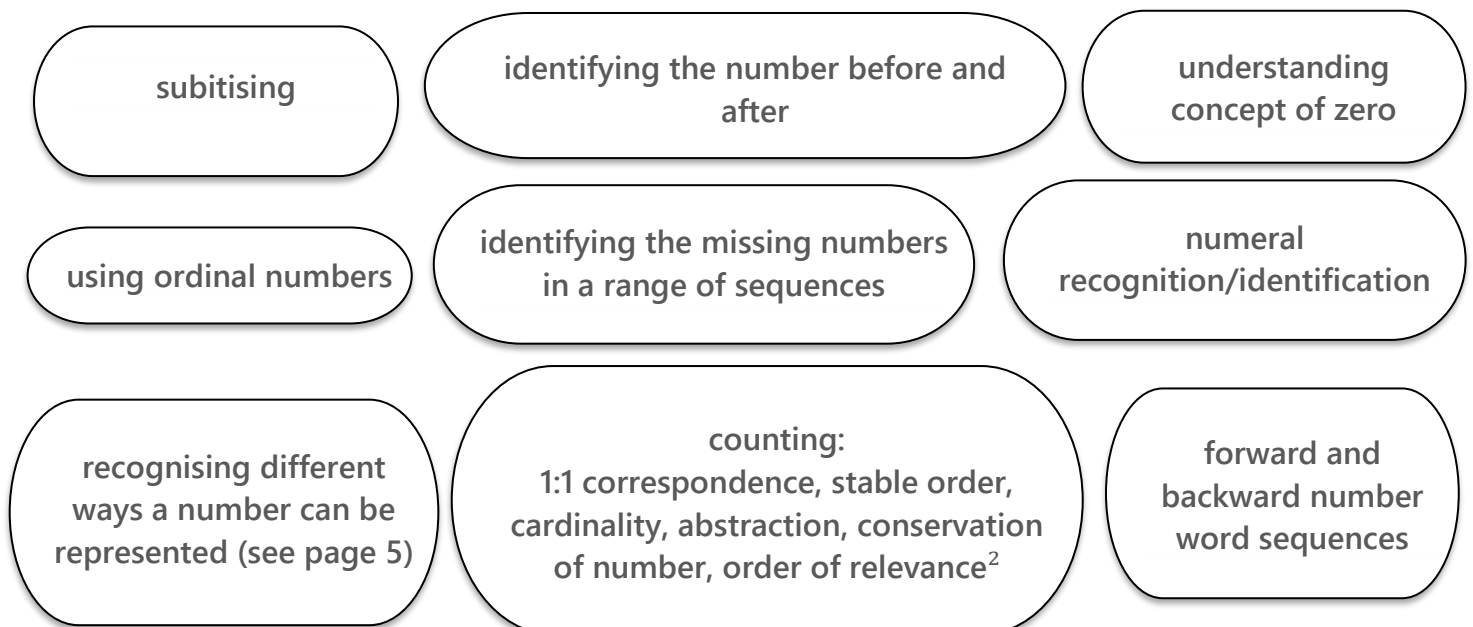 subitising
identifying the number before and
after
understanding
concept of zero
using ordinal numbers
identifying the missing numbers
in a range of sequences
numeral
recognition/identification
recognising different
ways a number can be
represented (see page 5)
counting:
1:1 correspondence, stable order,
cardinality, abstraction, conservation
of number, order of relevance²
forward and
backward number
word sequences